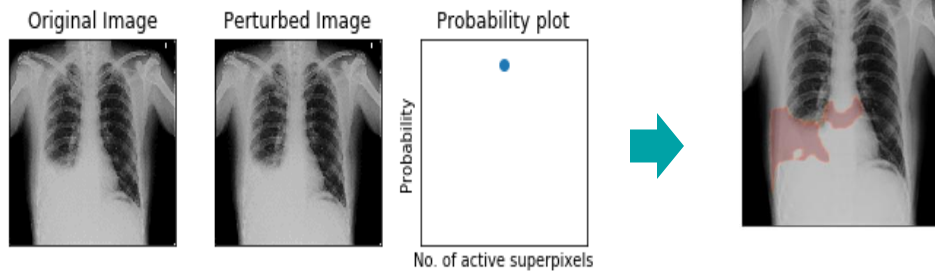 Original Image
Perturbed Image
Probability plot
Probability
No. of active superpixels